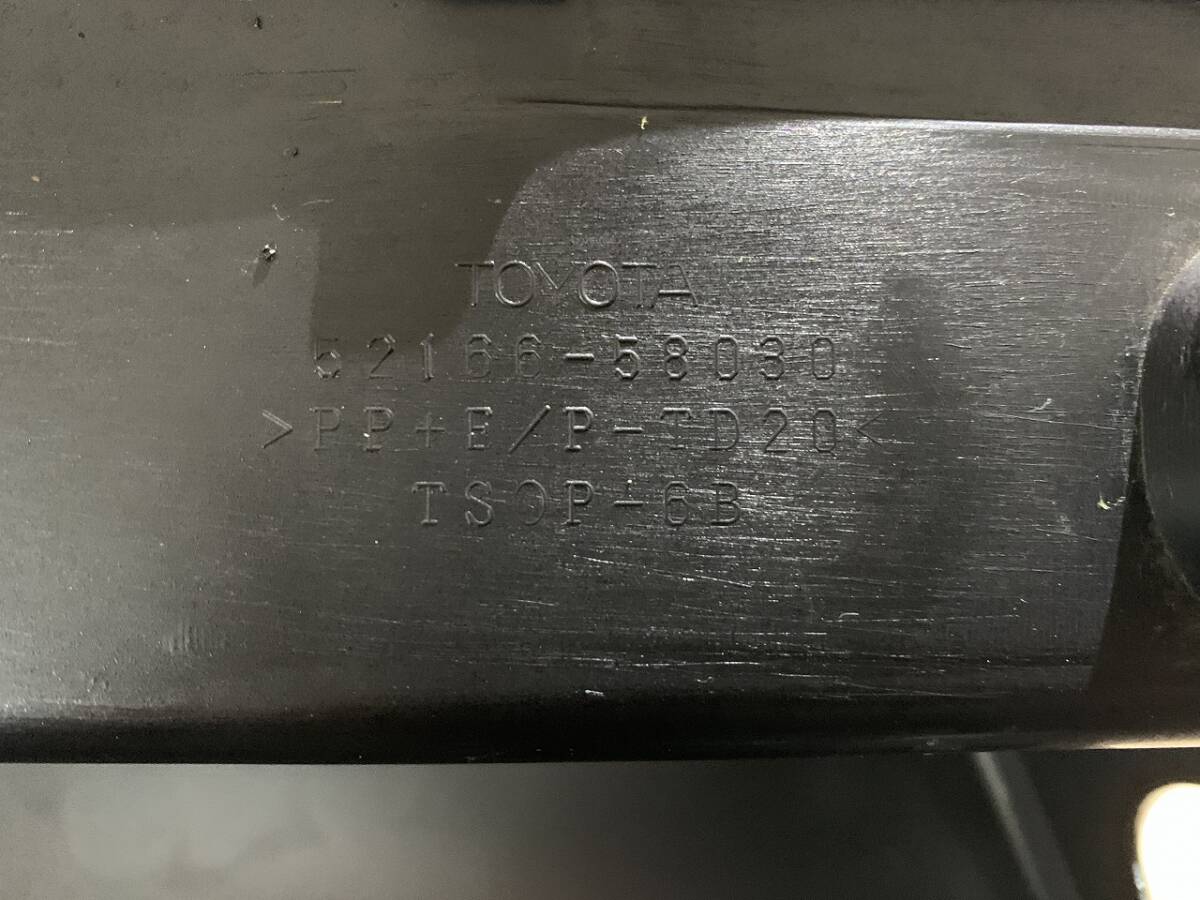 TOYOTA
52166-58030
>PP+E/P-TD20<
TSOP-6B